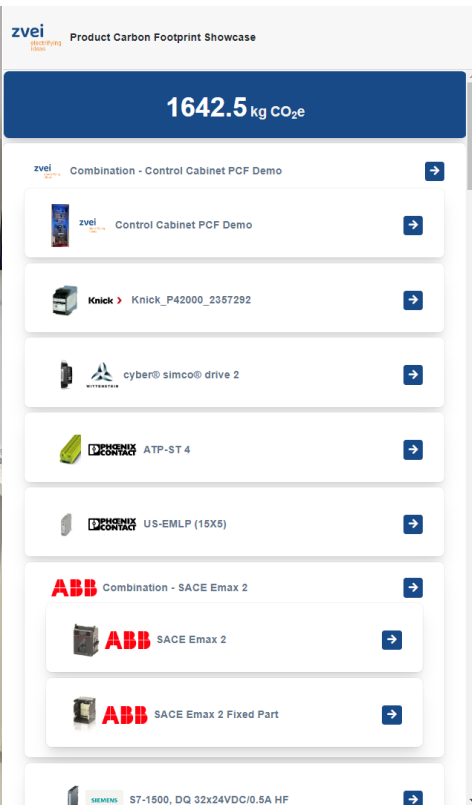 zvei
electrifying
ideas
Product Carbon Footprint Showcase
1642.5 kg CO₂e
zvei
Combination - Control Cabinet PCF Demo
zvei
Control Cabinet PCF Demo
Knick
Knick_P42000_2357292
WITTENSTEIN
cyber® simco® drive 2
PHOENIX
CONTACT
ATP-ST 4
PHOENIX
CONTACT
US-EMLP (15X5)
ABB Combination - SACE Emax 2
ABB SACE Emax 2
ABB SACE Emax 2 Fixed Part
SIEMENS S7-1500, DQ 32x24VDC/0.5A HF